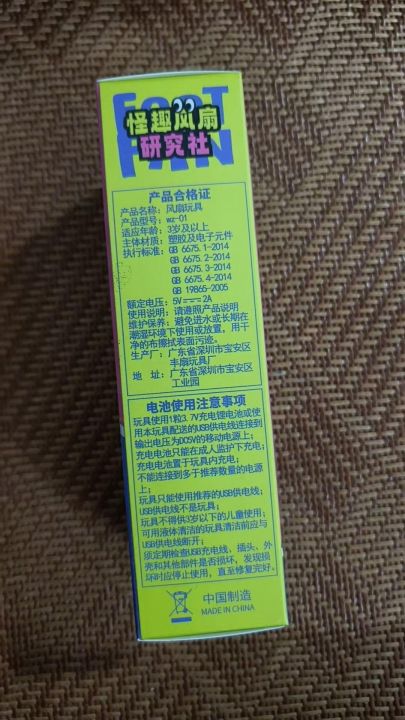 FOOT
FAN
怪趣风扇
研究社
产品合格证
产品名称：风扇玩具
产品型号：wz-01
适应年龄：3岁及以上
主体材质：塑胶及电子元件
执行标准：GB 6675.1-2014
GB 6675.2-2014
GB 6675.3-2014
GB 6675.4-2014
GB 19865-2005
额定电压：5V⎓2A
使用说明：请遵照产品说明
维护保养：避免进水或长期在
潮湿环境下使用或放置，用干
净的布擦拭表面污迹。
生产厂：广东省深圳市宝安区
丰扇玩具厂
地 址：广东省深圳市宝安区
工业园
电池使用注意事项
玩具使用1粒3.7V充电锂电池或使
用本玩具配送的USB供电线连接到
输出电压为DC5V的移动电源上；
充电电池只能在成人监护下充电；
充电电池置于玩具内充电；
不能连接到多于推荐数量的电源
上；
玩具只能使用推荐的USB供电线；
USB供电线不是玩具；
玩具不得供3岁以下的儿童使用；
可用液体清洁的玩具清洁前应与
USB供电线断开；
须定期检查USB充电线、插头、外
壳和其他部件是否损坏，发现损
坏时应停止使用，直至修复完好。
中国制造
MADE IN CHINA